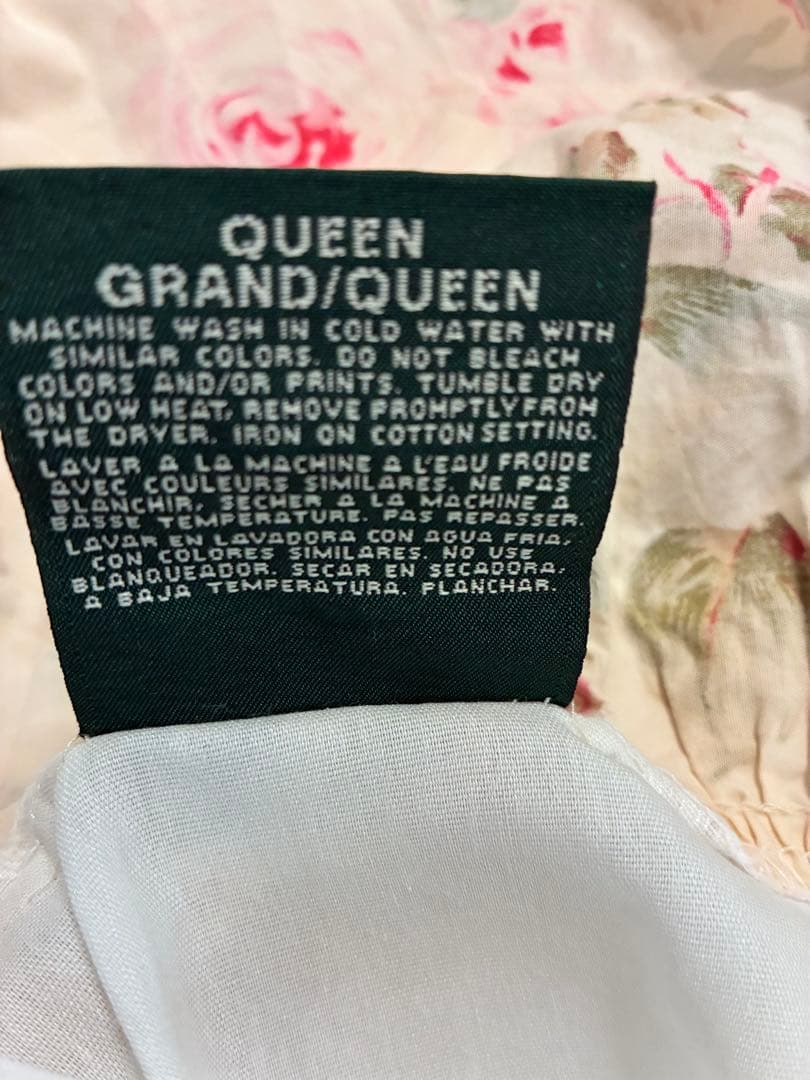 QUEEN
GRAND/QUEEN
MACHINE WASH IN COLD WATER WITH
SIMILAR COLORS. DO NOT BLEACH
COLORS AND/OR PRINTS. TUMBLE DRY
ON LOW HEAT, REMOVE PROMPTLY FROM
THE DRYER. IRON ON COTTON SETTING.
LAVER A LA MACHINE A L'EAU FROIDE
AVEC COULEURS SIMILARES. NE PAS
BLANCHIR, SECHER A LA MACHINE A
BASSE TEMPERATURE. PAS REPASSER.
LAVAR EN LAVADORA CON AGUA FRIA,
CON COLORES SIMILARES. NO USE
BLANQUEADOR. SECAR EN SECADORA,
A BAJA TEMPERATURA. PLANCHAR.